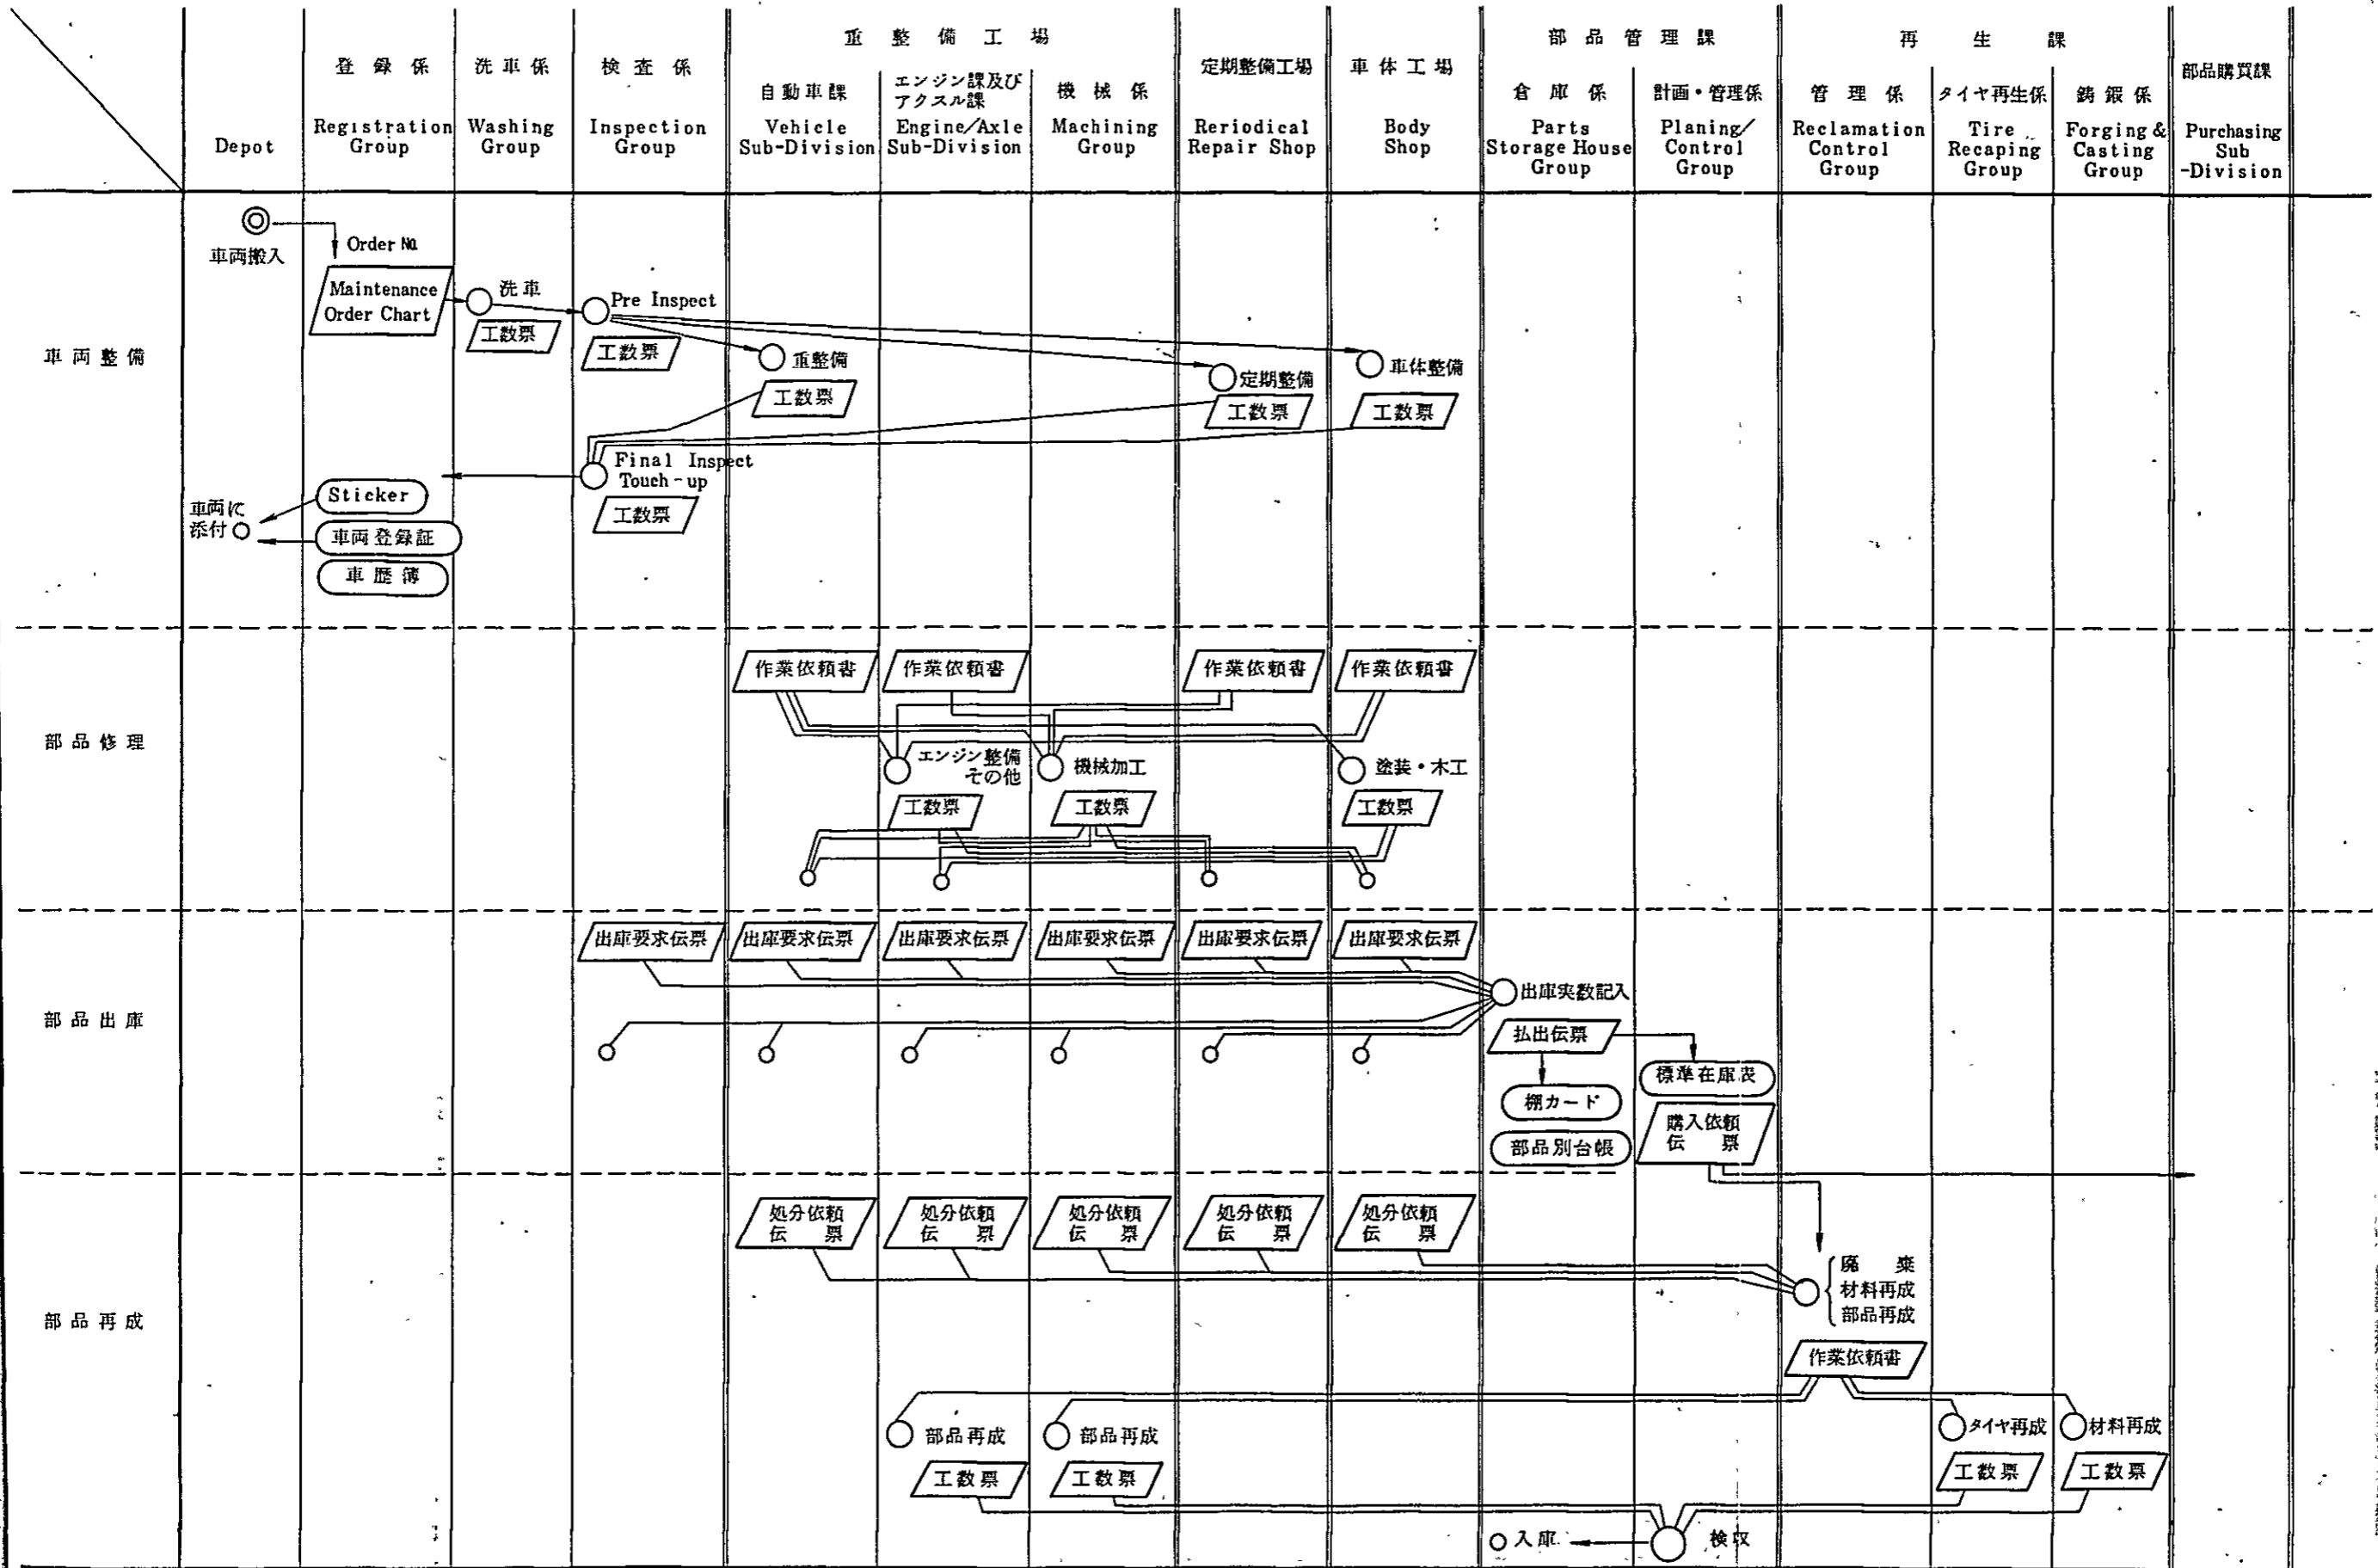 重整備工場
部品管理課
再生課
登録係
洗車係
検査係
定期整備工場
車体工場
部品購買課
自動車課
エンジン課及び
アクスル課
機械係
倉庫係
計画・管理係
管理係
タイヤ再生係
鋳鍛係
Depot
Registration
Group
Washing
Group
Inspection
Group
Vehicle
Sub-Division
Engine/Axle
Sub-Division
Machining
Group
Reriodical
Repair Shop
Body
Shop
Parts
Storage House
Group
Planing/
Control
Group
Reclamation
Control
Group
Tire
Recaping
Group
Forging &
Casting
Group
Purchasing
Sub
-Division
車両整備
車両搬入
Order No.
Maintenance
Order Chart
洗車
工数票
Pre Inspect
工数票
重整備
工数票
定期整備
工数票
車体整備
工数票
Final Inspect
Touch-up
工数票
車両に
添付
Sticker
車両登録証
車歴簿
部品修理
作業依頼書
作業依頼書
作業依頼書
作業依頼書
エンジン整備
その他
機械加工
塗装・木工
工数票
工数票
工数票
部品出庫
出庫要求伝票
出庫要求伝票
出庫要求伝票
出庫要求伝票
出庫要求伝票
出庫要求伝票
出庫実数記入
払出伝票
標準在庫表
棚カード
購入依頼
伝票
部品別台帳
部品再成
処分依頼
伝票
処分依頼
伝票
処分依頼
伝票
処分依頼
伝票
処分依頼
伝票
廃棄
材料再成
部品再成
作業依頼書
部品再成
部品再成
タイヤ再成
材料再成
工数票
工数票
工数票
工数票
入庫
検収